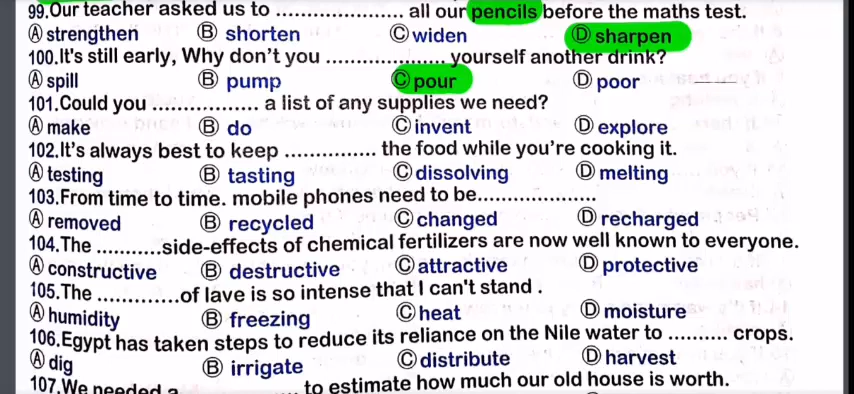 99.Our teacher asked us to ..................... all our pencils before the maths test.
Ⓐ strengthen Ⓑ shorten Ⓒ widen Ⓓ sharpen
100.It's still early, Why don't you .................... yourself another drink?
Ⓐ spill Ⓑ pump Ⓒ pour Ⓓ poor
101.Could you .................. a list of any supplies we need?
Ⓐ make Ⓑ do Ⓒ invent Ⓓ explore
102.It's always best to keep ............... the food while you're cooking it.
Ⓐ testing Ⓑ tasting Ⓒ dissolving Ⓓ melting
103.From time to time. mobile phones need to be....................
Ⓐ removed Ⓑ recycled Ⓒ changed Ⓓ recharged
104.The ...........side-effects of chemical fertilizers are now well known to everyone.
Ⓐ constructive Ⓑ destructive Ⓒ attractive Ⓓ protective
105.The .............of lave is so intense that I can't stand .
Ⓐ humidity Ⓑ freezing Ⓒ heat Ⓓ moisture
106.Egypt has taken steps to reduce its reliance on the Nile water to .......... crops.
Ⓐ dig Ⓑ irrigate Ⓒ distribute Ⓓ harvest
107.We needed a .................... to estimate how much our old house is worth.